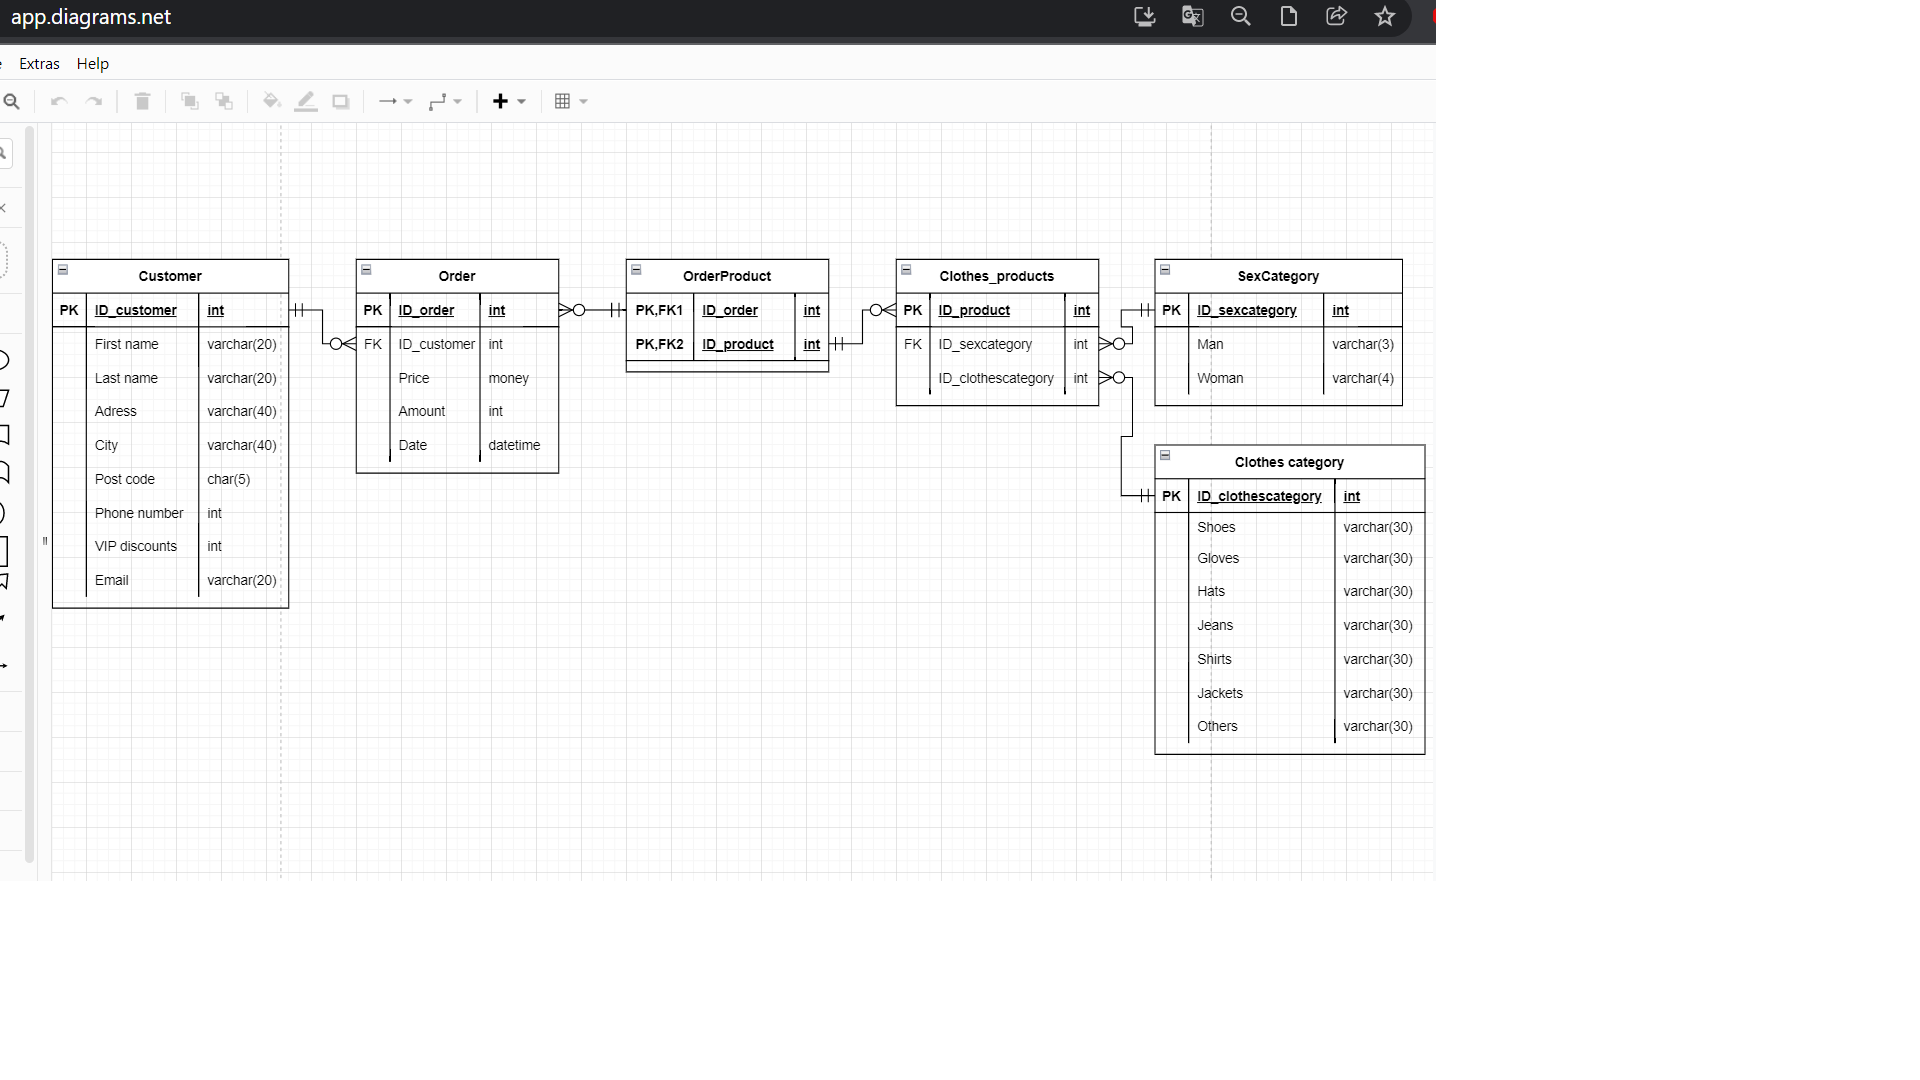 app.diagrams.net
Extras Help
Customer
PK ID_customer int
First name varchar(20)
Last name varchar(20)
Adress varchar(40)
City varchar(40)
Post code char(5)
Phone number int
VIP discounts int
Email varchar(20)
Order
PK ID_order int
FK ID_customer int
Price money
Amount int
Date datetime
OrderProduct
PK,FK1 ID_order int
PK,FK2 ID_product int
Clothes_products
PK ID_product int
FK ID_sexcategory int
ID_clothescategory int
SexCategory
PK ID_sexcategory int
Man varchar(3)
Woman varchar(4)
Clothes category
PK ID_clothescategory int
Shoes varchar(30)
Gloves varchar(30)
Hats varchar(30)
Jeans varchar(30)
Shirts varchar(30)
Jackets varchar(30)
Others varchar(30)